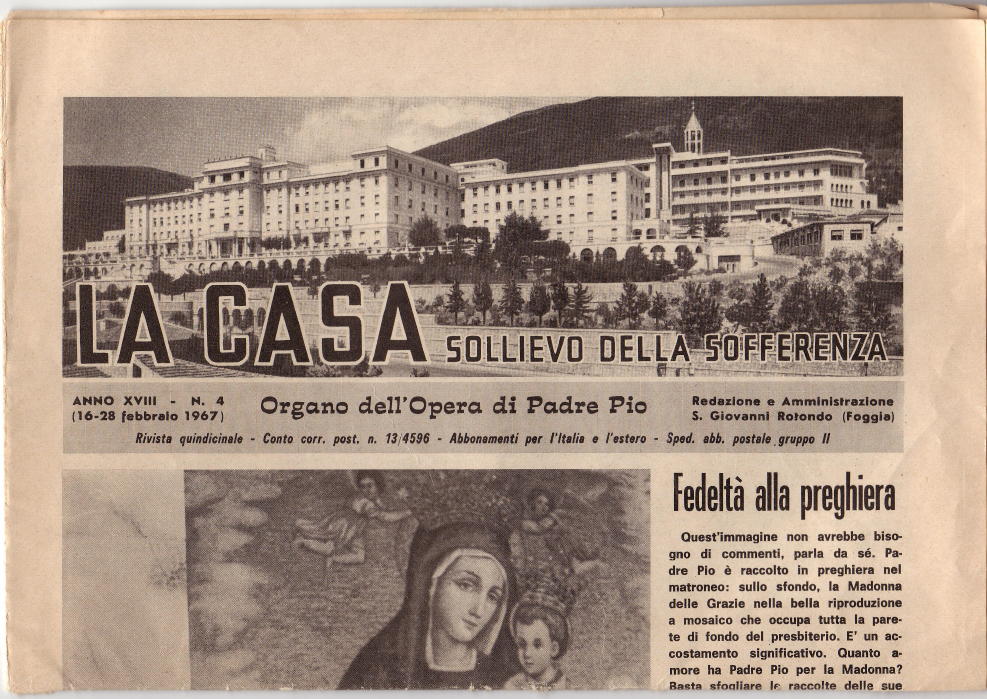 LA CASA SOLLIEVO DELLA SOFFERENZA
ANNO XVIII - N. 4
(16-28 febbraio 1967)
Organo dell'Opera di Padre Pio
Redazione e Amministrazione
S. Giovanni Rotondo (Foggia)
Rivista quindicinale - Conto corr. post. n. 13/4596 - Abbonamenti per l'Italia e l'estero - Sped. abb. postale gruppo II
Fedeltà alla preghiera
Quest'immagine non avrebbe biso-
gno di commenti, parla da sé. Pa-
dre Pio è raccolto in preghiera nel
matroneo: sullo sfondo, la Madonna
delle Grazie nella bella riproduzione
a mosaico che occupa tutta la pare-
te di fondo del presbiterio. E' un ac-
costamento significativo. Quanto a-
more ha Padre Pio per la Madonna?
Basta sfogliare le raccolte delle sue